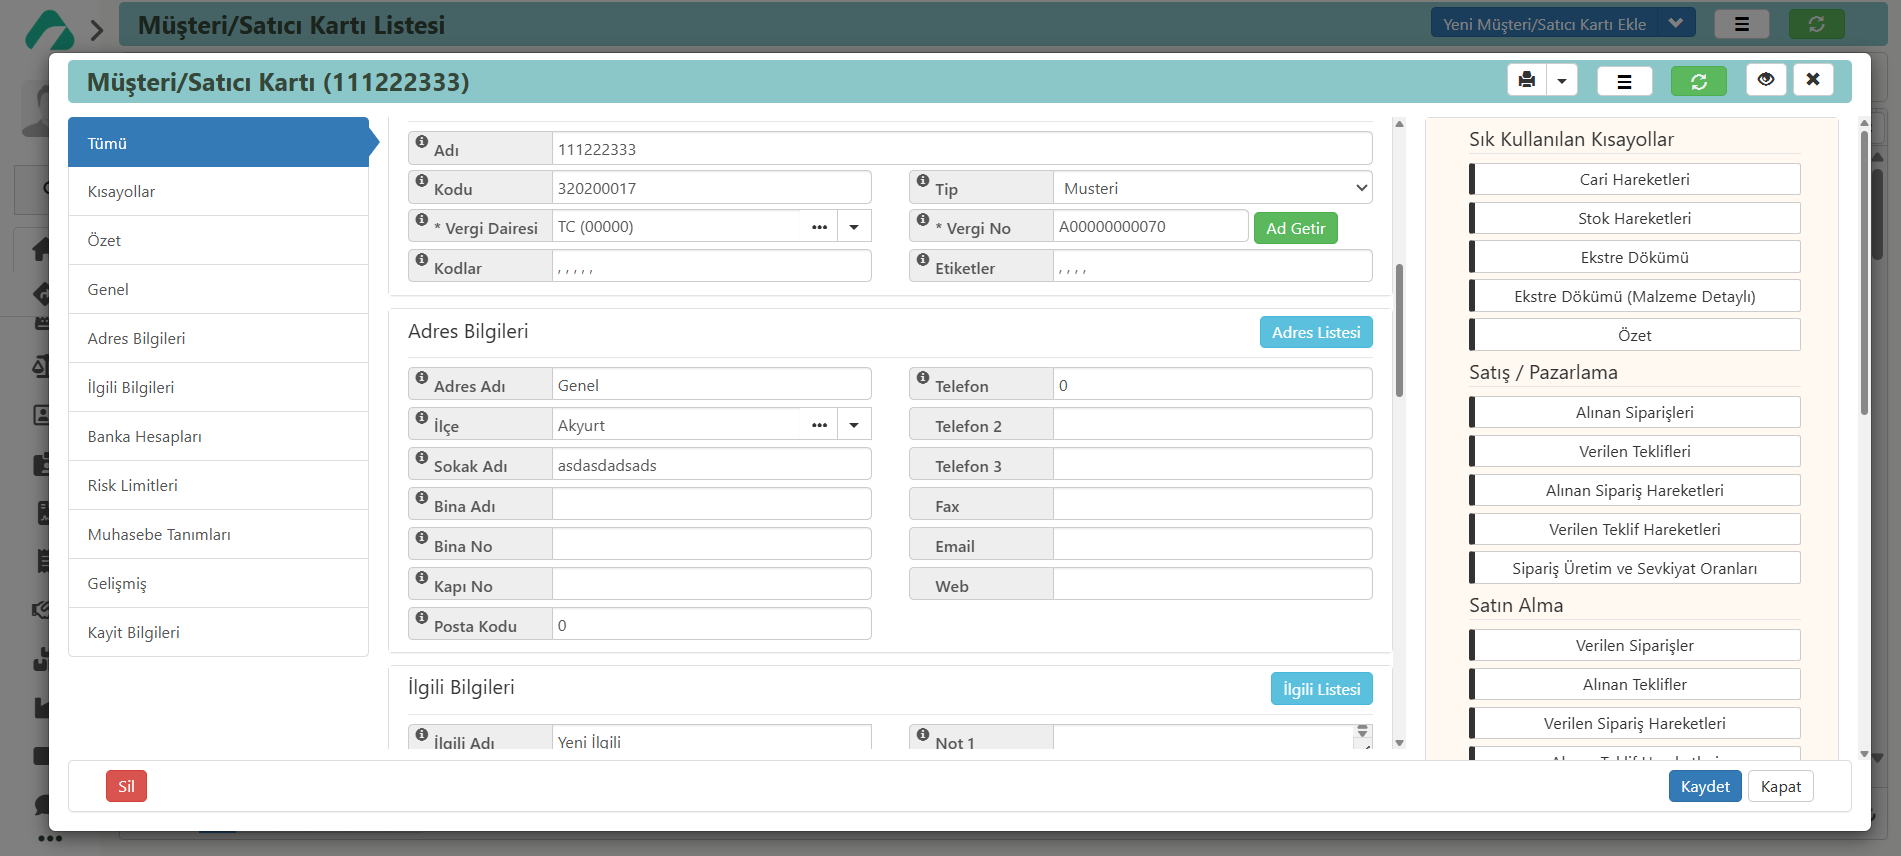 Müşteri/Satıcı Kartı Listesi
Yeni Müşteri/Satıcı Kartı Ekle
Müşteri/Satıcı Kartı (111222333)
Tümü
Kısayollar
Özet
Genel
Adres Bilgileri
İlgili Bilgileri
Banka Hesapları
Risk Limitleri
Muhasebe Tanımları
Gelişmiş
Kayit Bilgileri
Adı 111222333
Kodu 320200017
Tip Musteri
* Vergi Dairesi TC (00000)
* Vergi No A00000000070 Ad Getir
Kodlar , , , , ,
Etiketler , , , ,
Adres Bilgileri
Adres Listesi
Adres Adı Genel
Telefon 0
İlçe Akyurt
Telefon 2
Sokak Adı asdasdadsads
Telefon 3
Bina Adı
Fax
Bina No
Email
Kapı No
Web
Posta Kodu 0
İlgili Bilgileri
İlgili Listesi
İlgili Adı Yeni İlgili
Not 1
Sık Kullanılan Kısayollar
Cari Hareketleri
Stok Hareketleri
Ekstre Dökümü
Ekstre Dökümü (Malzeme Detaylı)
Özet
Satış / Pazarlama
Alınan Siparişleri
Verilen Teklifleri
Alınan Sipariş Hareketleri
Verilen Teklif Hareketleri
Sipariş Üretim ve Sevkiyat Oranları
Satın Alma
Verilen Siparişler
Alınan Teklifler
Verilen Sipariş Hareketleri
Sil
Kaydet
Kapat